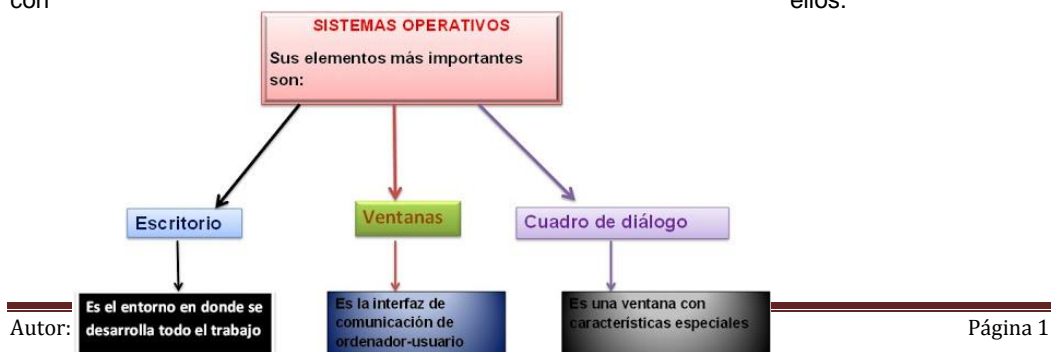 con ellos.
SISTEMAS OPERATIVOS
Sus elementos más importantes
son:
Escritorio
Ventanas
Cuadro de diálogo
Es el entorno en donde se
desarrolla todo el trabajo
Es la interfaz de
comunicación de
ordenador-usuario
Es una ventana con
características especiales
Autor:
Página 1